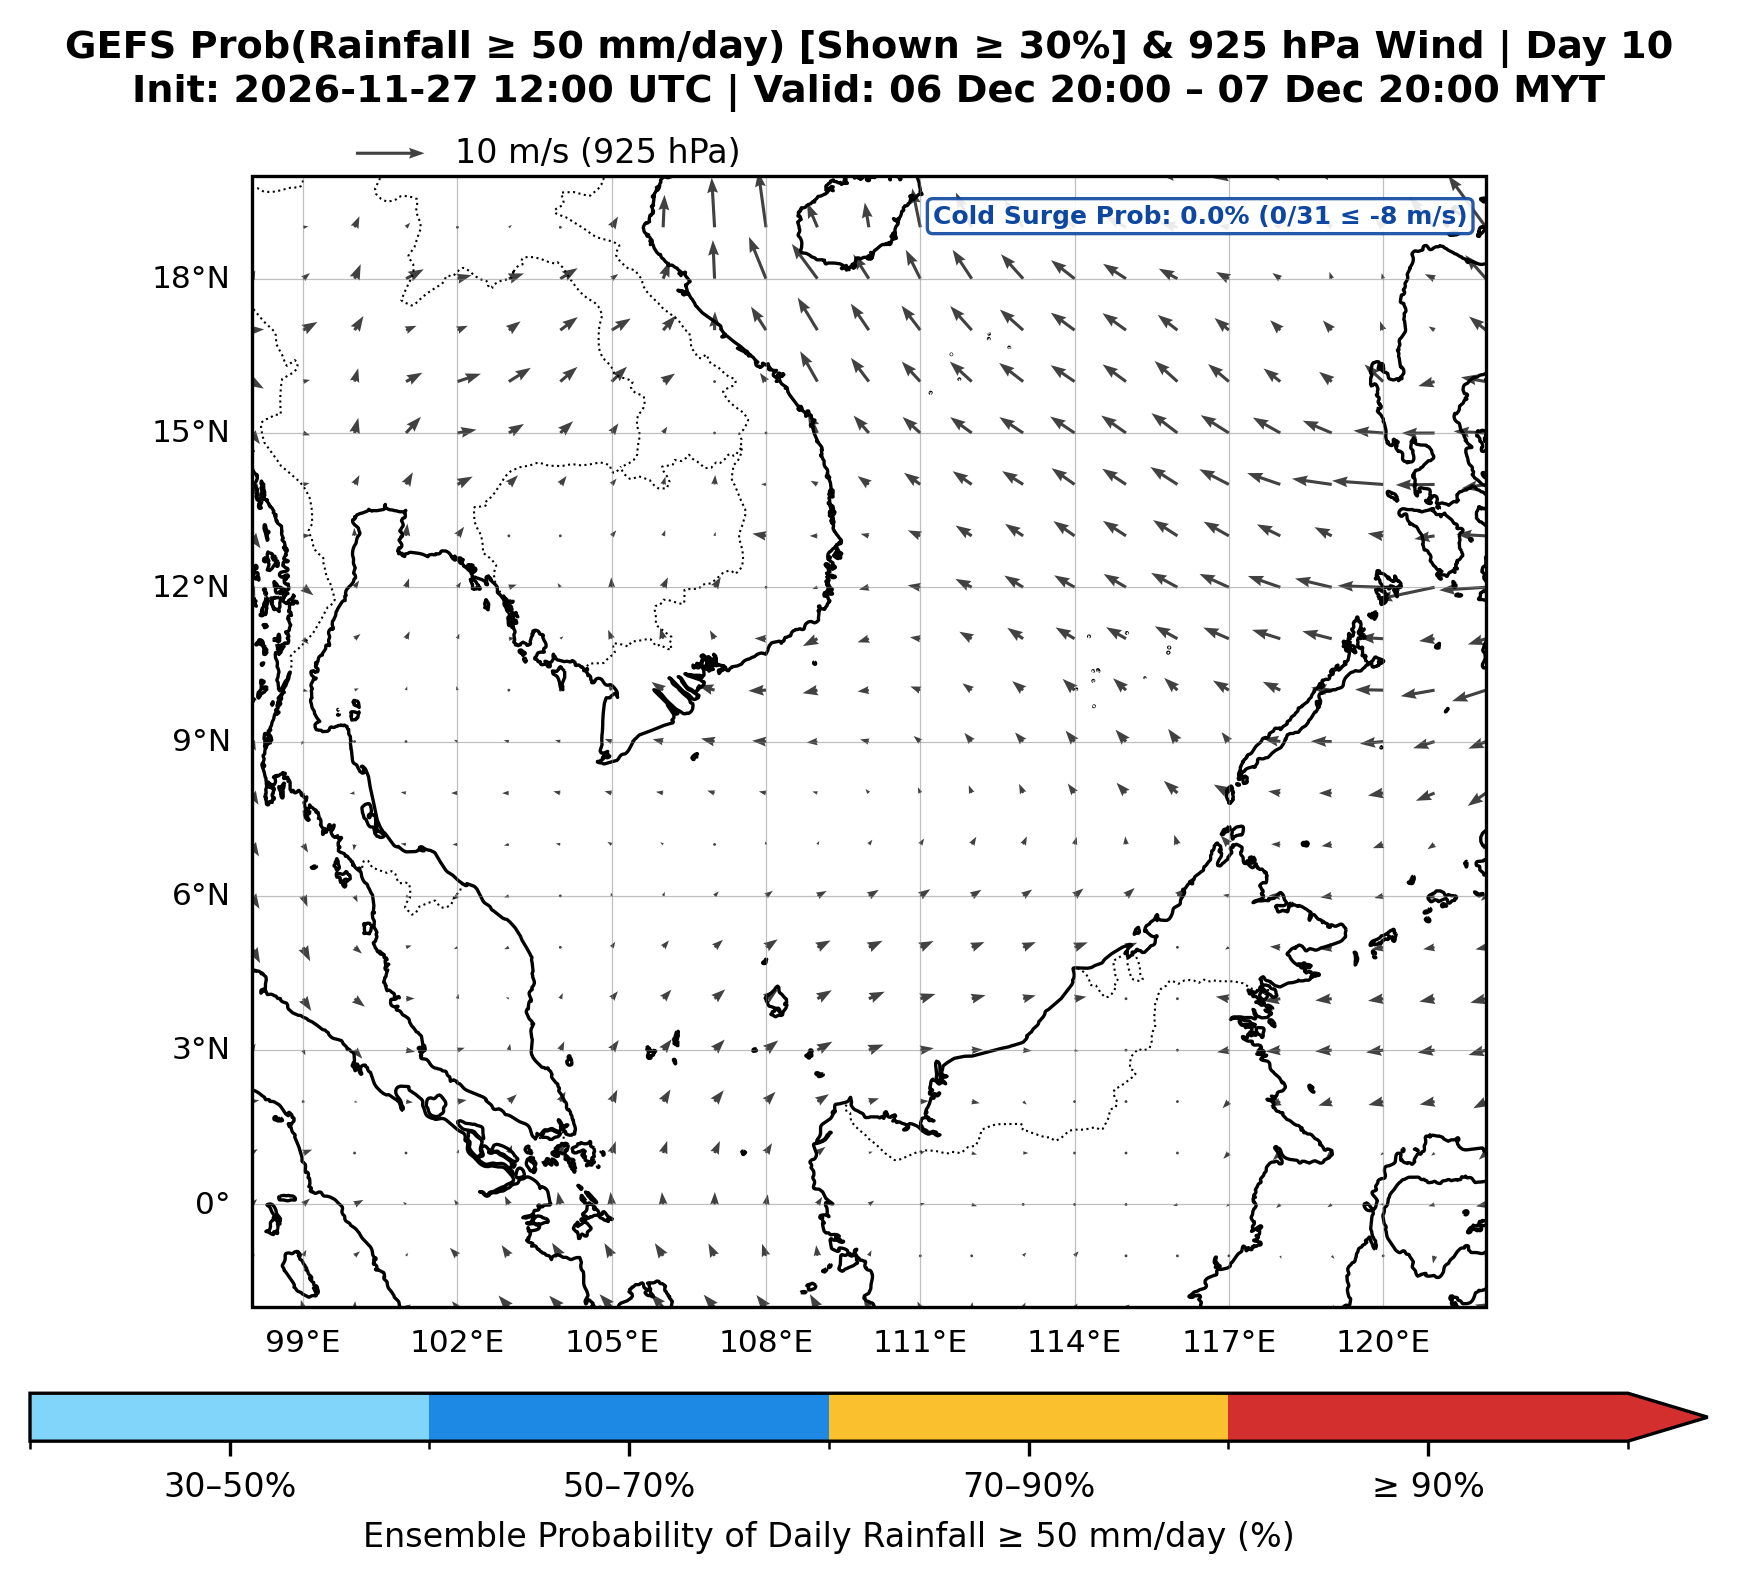 GEFS Prob(Rainfall ≥ 50 mm/day) [Shown ≥ 30%] & 925 hPa Wind | Day 10
Init: 2026-11-27 12:00 UTC | Valid: 06 Dec 20:00 – 07 Dec 20:00 MYT
10 m/s (925 hPa)
Cold Surge Prob: 0.0% (0/31 ≤ -8 m/s)
18°N
15°N
12°N
9°N
6°N
3°N
0°
99°E 102°E 105°E 108°E 111°E 114°E 117°E 120°E
30–50% 50–70% 70–90% ≥ 90%
Ensemble Probability of Daily Rainfall ≥ 50 mm/day (%)